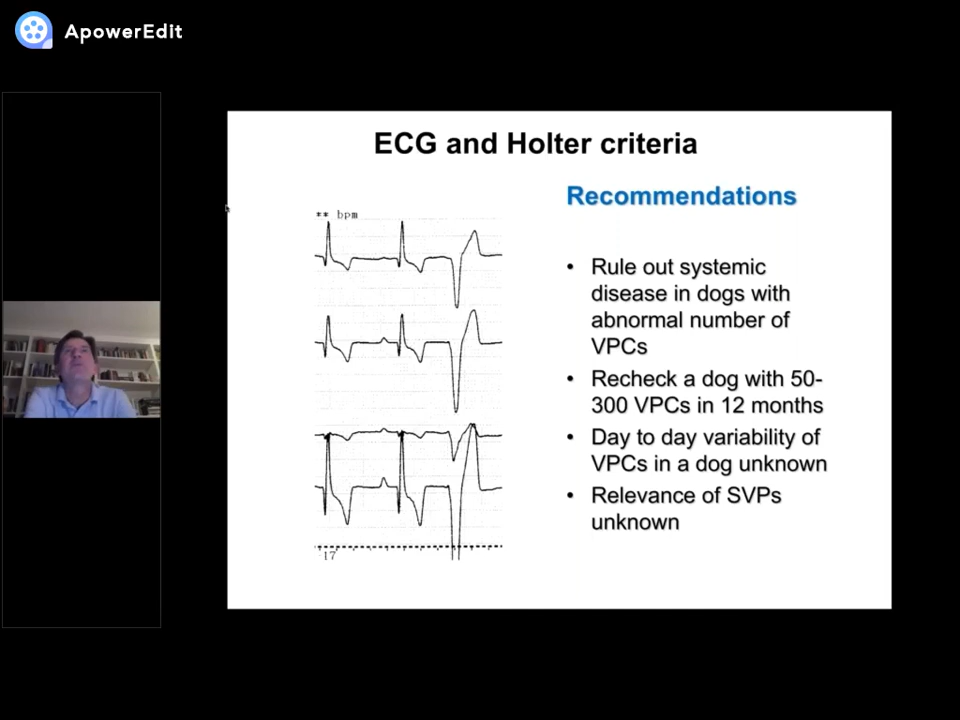 ApowerEdit
ECG and Holter criteria
Recommendations
** bpm
• Rule out systemic
disease in dogs with
abnormal number of
VPCs
• Recheck a dog with 50-
300 VPCs in 12 months
• Day to day variability of
VPCs in a dog unknown
• Relevance of SVPs
unknown
17